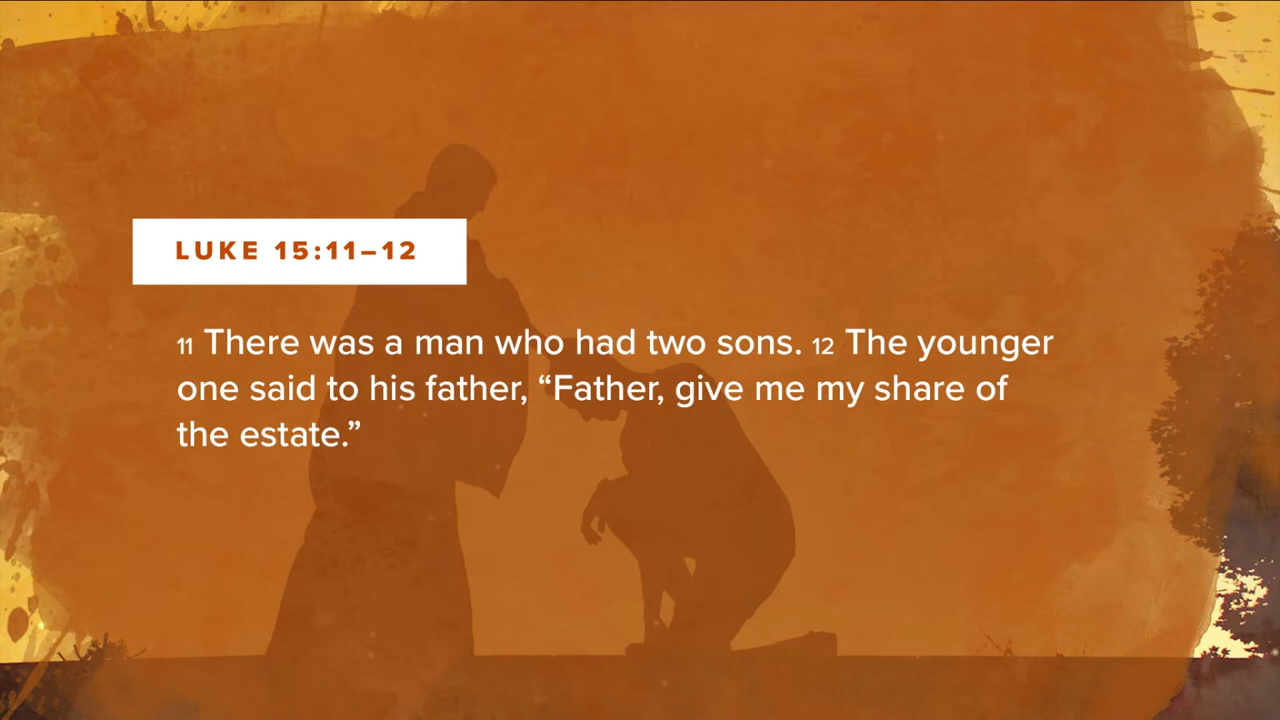 LUKE 15:11–12
11 There was a man who had two sons. 12 The younger
one said to his father, “Father, give me my share of
the estate.”